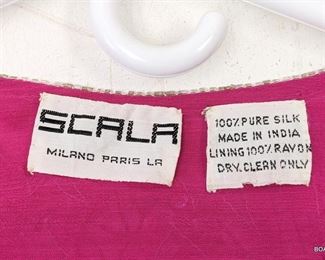 SCALA
MILANO PARIS LA
100% PURE SILK
MADE IN INDIA
LINING 100% RAYON
DRY. CLEAN ONLY